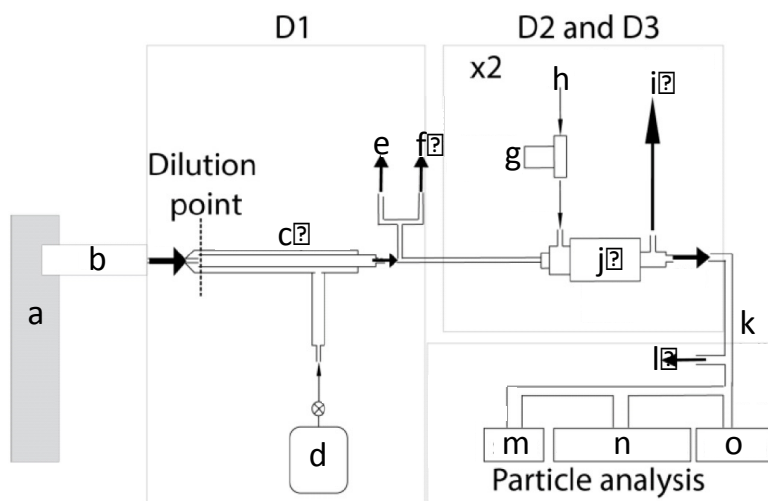 D1
D2 and D3
x2
h
i�
e
f�
g
Dilution
point
c�
b
j�
a
k
l�
d
m
n
o
Particle analysis